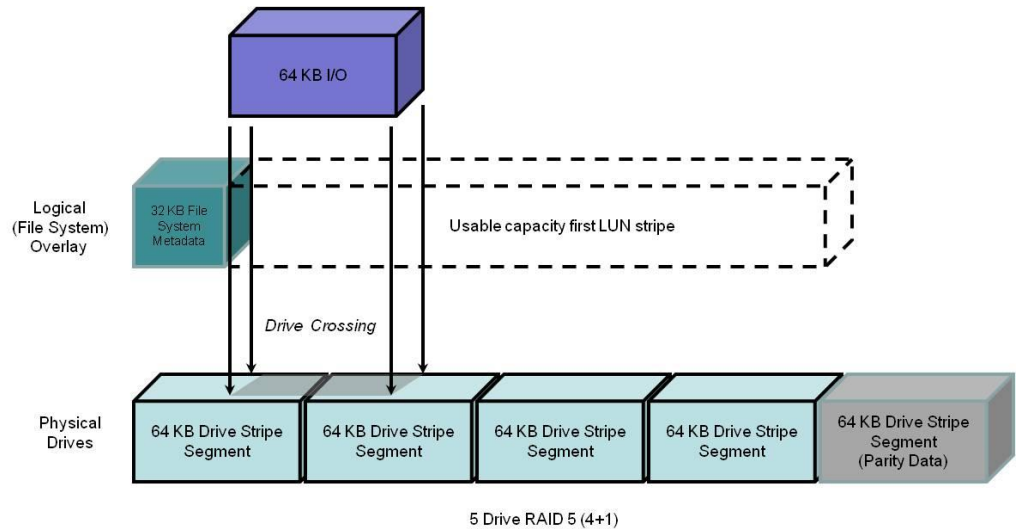 64 KB I/O
Logical
(File System)
Overlay
32 KB File
System
Metadata
Usable capacity first LUN stripe
Drive Crossing
Physical
Drives
64 KB Drive Stripe
Segment
64 KB Drive Stripe
Segment
64 KB Drive Stripe
Segment
64 KB Drive Stripe
Segment
64 KB Drive Stripe
Segment
(Parity Data)
5 Drive RAID 5 (4+1)